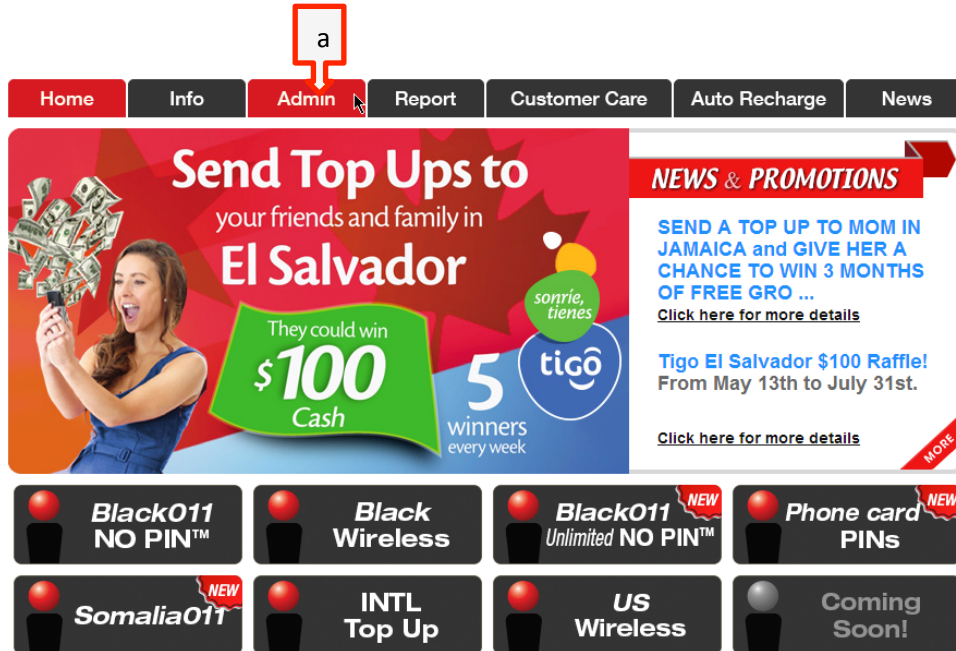 a
Home Info Admin Report Customer Care Auto Recharge News
Send Top Ups to
your friends and family in
El Salvador
They could win
$100
Cash
5
winners
every week
sonríe,
tienes
tigô
NEWS & PROMOTIONS
SEND A TOP UP TO MOM IN
JAMAICA and GIVE HER A
CHANCE TO WIN 3 MONTHS
OF FREE GRO ...
Click here for more details
Tigo El Salvador $100 Raffle!
From May 13th to July 31st.
Click here for more details
MORE
Black011
NO PIN™
Black
Wireless
NEW
Black011
Unlimited NO PIN™
NEW
Phone card
PINs
NEW
Somalia011
INTL
Top Up
US
Wireless
Coming
Soon!